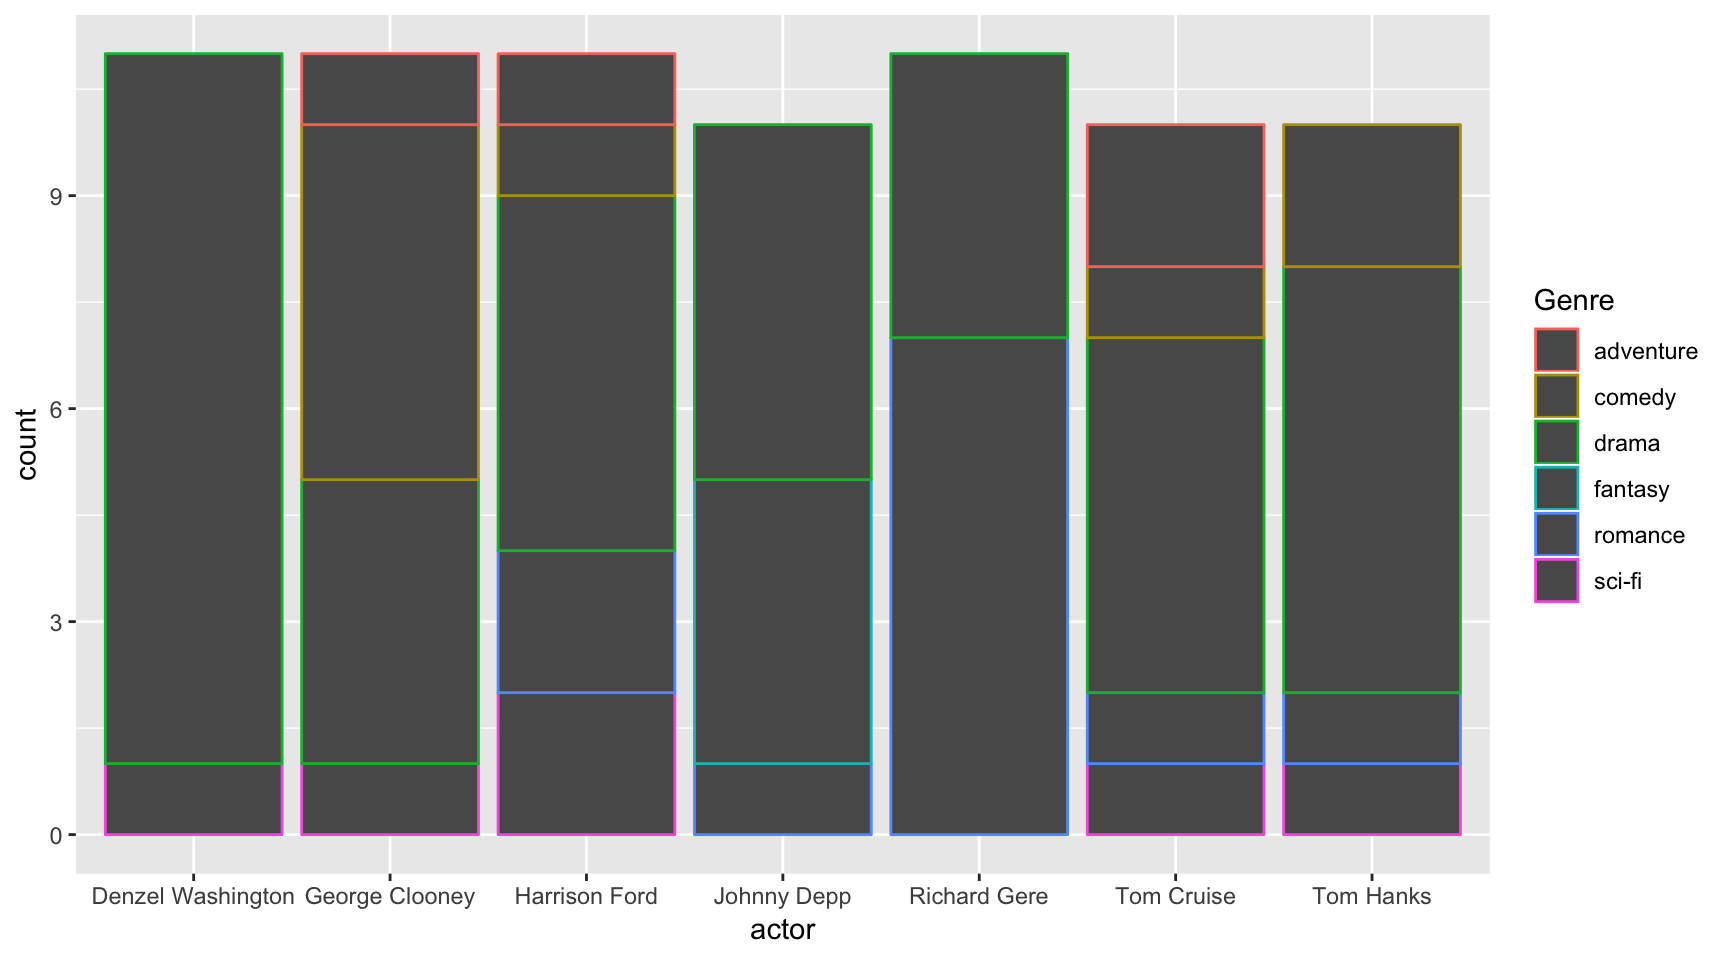 9
6
3
0
count
Denzel Washington George Clooney Harrison Ford Johnny Depp Richard Gere Tom Cruise Tom Hanks
actor
Genre
adventure
comedy
drama
fantasy
romance
sci-fi